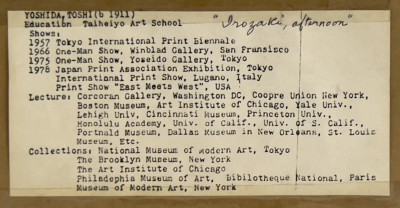 YOSHIDA, TOSHI(b 1911)
Education Taiheiyo Art School
"Irozaki, afternoon"
Shows:
1957 Tokyo International Print Biennale
1966 One-Man Show, Winblad Gallery, San Fransisco
1975 One-Man Show, Yoseido Gallery, Tokyo
1978 Japan Print Association Exhibition, Tokyo
International Print Show, Lugano, Italy
Print Show "East Meets West", USA
Lecture: Corcoran Gallery, Washington DC, Coopre Union New York,
Boston Museum, Art Institute of Chicago, Yale Univ.,
Lehigh Univ, Cincinnati Museum, Princeton Univ.,
Honolulu Academy, Univ. of Calif., Univ. of S. Calif.,
Portnald Museum, Dallas Museum in New Orleans, St. Louis
Museum, Etc.
Collections: National Museum of Modern Art, Tokyo
The Brooklyn Museum, New York
The Art Institute of Chicago
Philadephia Museum of Art, Bibilotheque National, Paris
Museum of Modern Art, New York